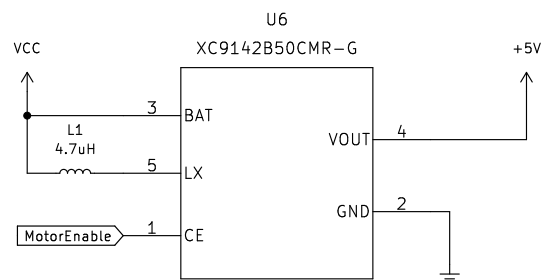 U6
XC9142B50CMR-G
VCC
+5V
3
BAT
L1
4.7uH
VOUT
4
5
LX
GND
2
MotorEnable
1
CE